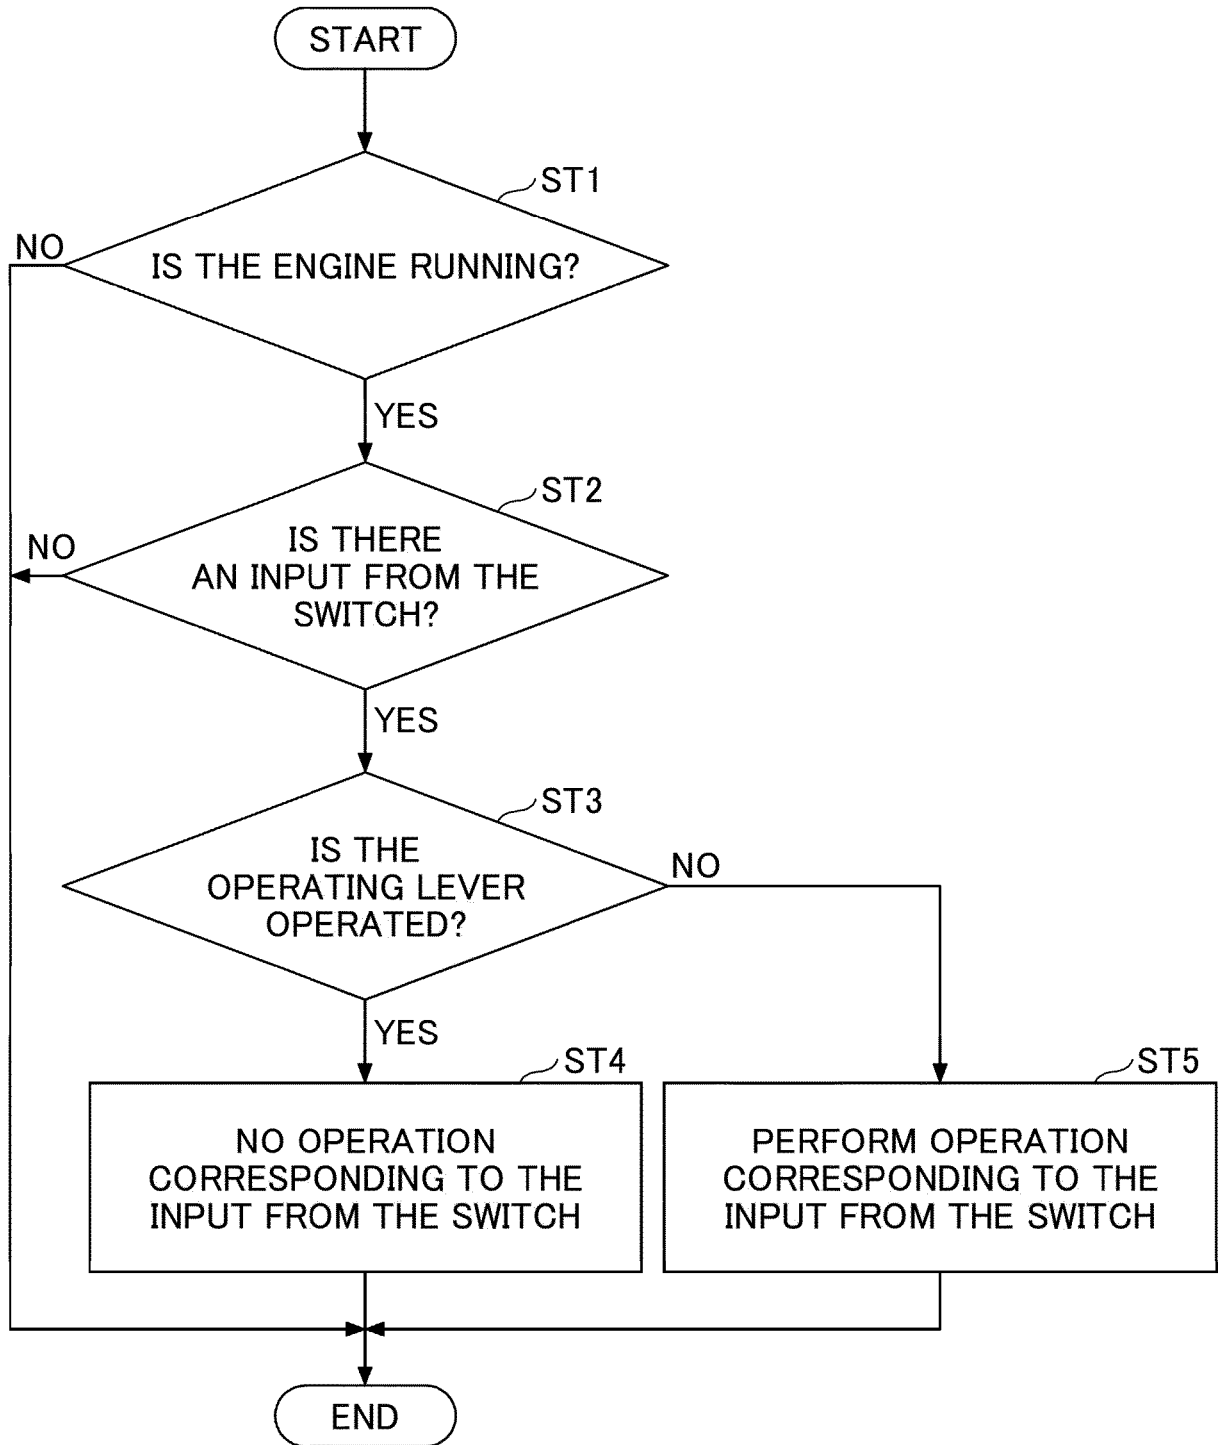 START
ST1
NO
IS THE ENGINE RUNNING?
YES
ST2
NO
IS THERE
AN INPUT FROM THE
SWITCH?
YES
ST3
IS THE
OPERATING LEVER
OPERATED?
NO
YES
ST4
NO OPERATION
CORRESPONDING TO THE
INPUT FROM THE SWITCH
ST5
PERFORM OPERATION
CORRESPONDING TO THE
INPUT FROM THE SWITCH
END